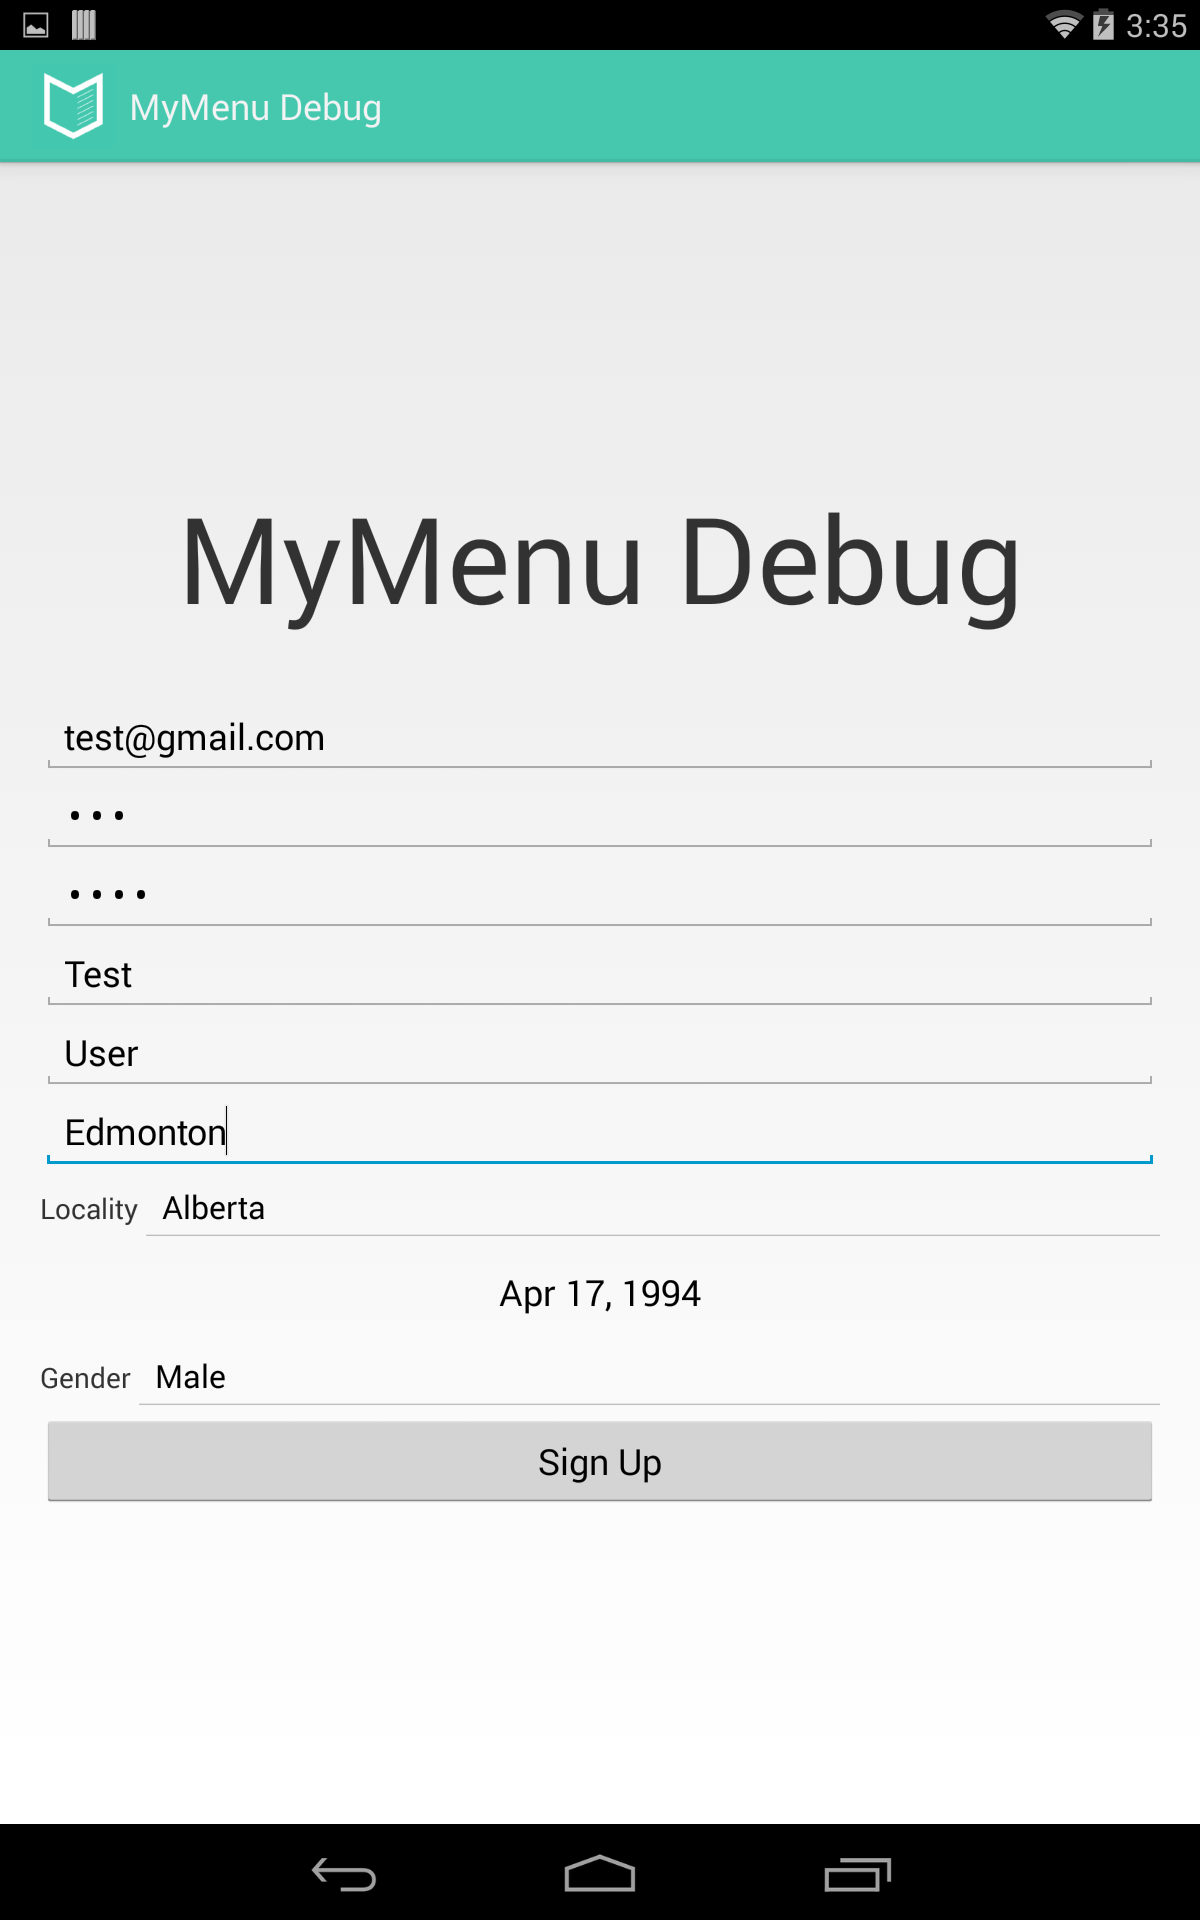 3:35
MyMenu Debug
MyMenu Debug
test@gmail.com
•••
••••
Test
User
Edmonton
Locality Alberta
Apr 17, 1994
Gender Male
Sign Up